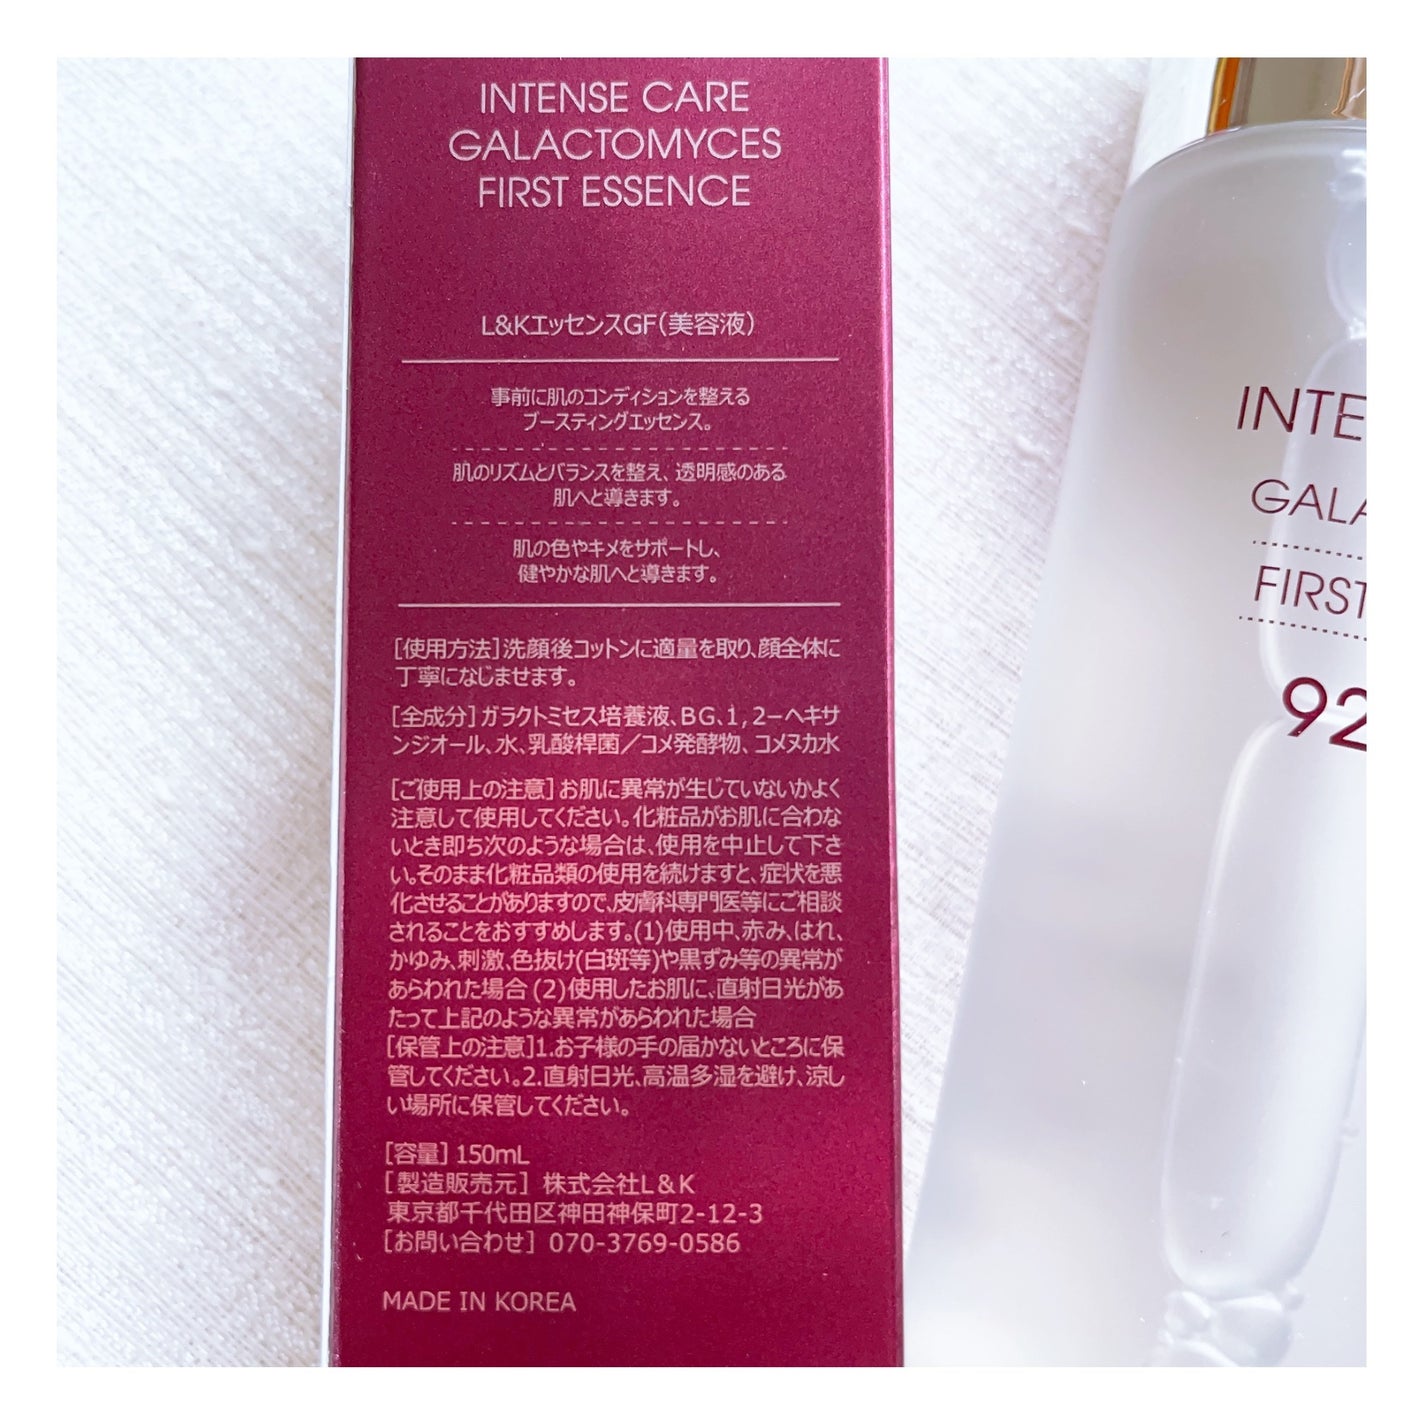 INTENSE CARE
GALACTOMYCES
FIRST ESSENCE
L&KエッセンスGF(美容液)
事前に肌のコンディションを整える
ブースティングエッセンス。
肌のリズムとバランスを整え、透明感のある
肌へと導きます。
肌の色やキメをサポートし、
健やかな肌へと導きます。
[使用方法]洗顔後コットンに適量を取り、顔全体に
丁寧になじませます。
[全成分]ガラクトミセス培養液、BG、1,2−ヘキサ
ンジオール、水、乳酸桿菌／コメ発酵物、コメヌカ水
[ご使用上の注意]お肌に異常が生じていないかよく
注意して使用してください。化粧品がお肌に合わな
いとき即ち次のような場合は、使用を中止して下さ
い。そのまま化粧品類の使用を続けますと、症状を悪
化させることがありますので、皮膚科専門医等にご相談
されることをおすすめします。(1)使用中、赤み、はれ、
かゆみ、刺激、色抜け(白斑等)や黒ずみ等の異常が
あらわれた場合 (2)使用したお肌に、直射日光があ
たって上記のような異常があらわれた場合
[保管上の注意]1.お子様の手の届かないところに保
管してください。2.直射日光、高温多湿を避け、涼し
い場所に保管してください。
[容量] 150mL
[製造販売元] 株式会社L&K
東京都千代田区神田神保町2-12-3
[お問い合わせ] 070-3769-0586
MADE IN KOREA
INTE
GALA
FIRST
92